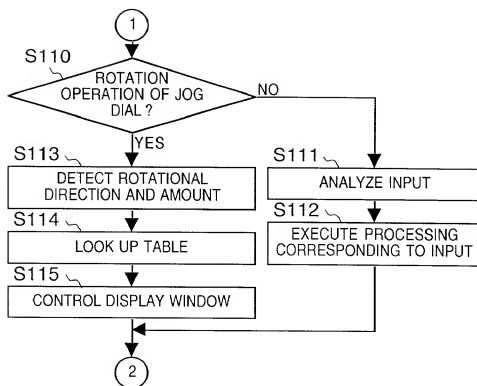 1
S110
ROTATION
OPERATION OF JOG
DIAL?
NO
YES
S113
DETECT ROTATIONAL
DIRECTION AND AMOUNT
S114
LOOK UP TABLE
S115
CONTROL DISPLAY WINDOW
S111
ANALYZE INPUT
S112
EXECUTE PROCESSING
CORRESPONDING TO INPUT
2